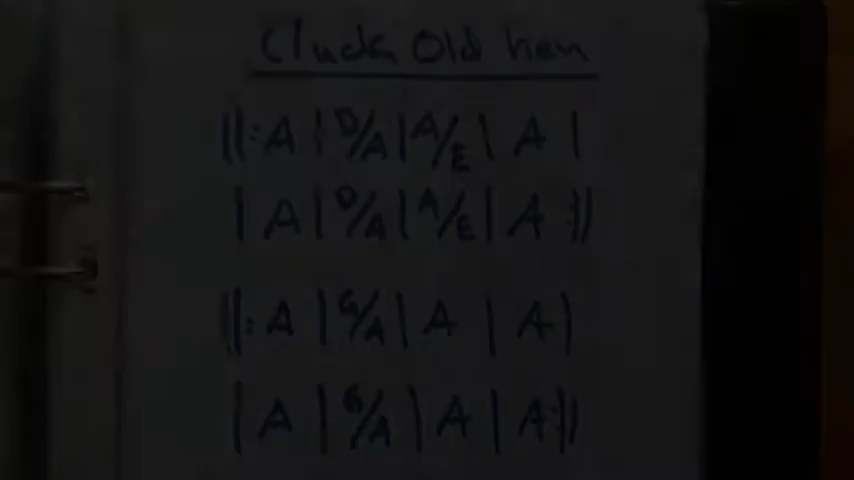 Cluck Old hen
||: A | D/A | A/E | A |
| A | D/A | A/E | A :||
||: A | G/A | A | A |
| A | G/A | A | A :||